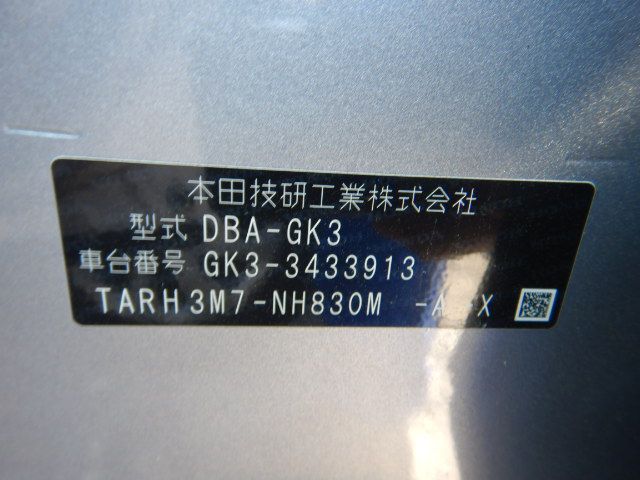 本田技研工業株式会社
型式 DBA-GK3
車台番号 GK3-3433913
TARH3M7-NH830M -A X